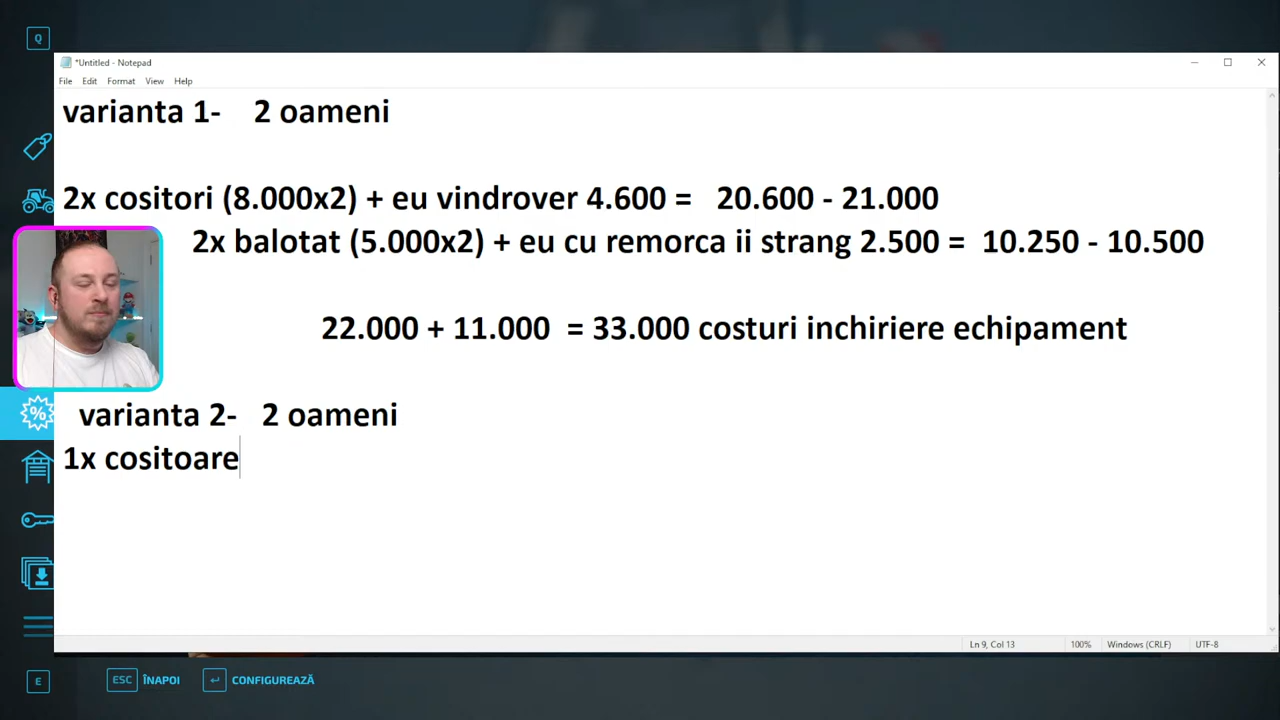 Q
*Untitled - Notepad
File Edit Format View Help
varianta 1- 2 oameni
2x cositori (8.000x2) + eu vindrover 4.600 = 20.600 - 21.000
2x balotat (5.000x2) + eu cu remorca ii strang 2.500 = 10.250 - 10.500
22.000 + 11.000 = 33.000 costuri inchiriere echipament
%
varianta 2- 2 oameni
1x cositoare
Ln 9, Col 13 100% Windows (CRLF) UTF-8
E ESC ÎNAPOI ↵ CONFIGUREAZĂ